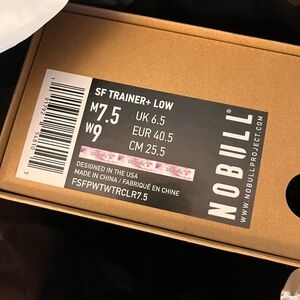 SF TRAINER+ LOW
M7.5
W9
UK 6.5
EUR 40.5
CM 25.5
DESIGNED IN THE USA
MADE IN CHINA / FABRIQUÉ EN CHINE
FSFPWTWTRCLR7.5
NOBULL®
WWW.NOBULLPROJECT.COM